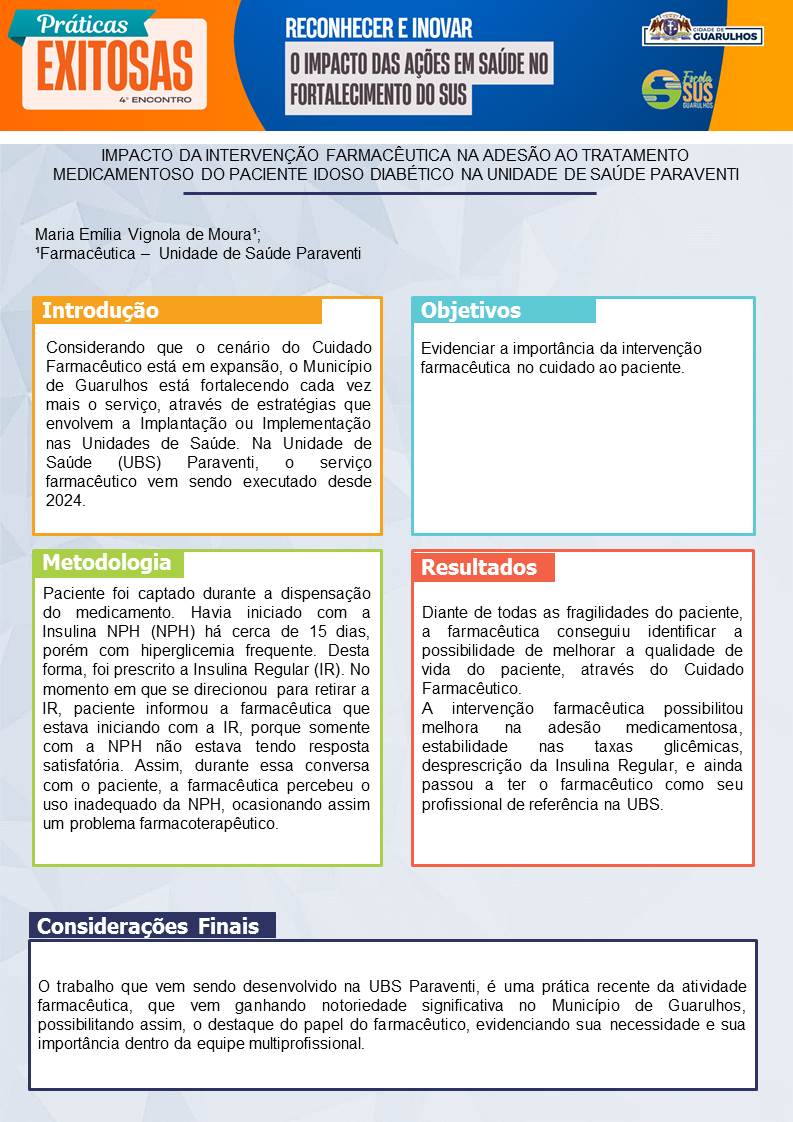 Práticas
EXITOSAS
4º ENCONTRO
RECONHECER E INOVAR
O IMPACTO DAS AÇÕES EM SAÚDE NO
FORTALECIMENTO DO SUS
CIDADE DE
GUARULHOS
Escola
SUS
GUARULHOS
IMPACTO DA INTERVENÇÃO FARMACÊUTICA NA ADESÃO AO TRATAMENTO
MEDICAMENTOSO DO PACIENTE IDOSO DIABÉTICO NA UNIDADE DE SAÚDE PARAVENTI
Maria Emília Vignola de Moura¹;
¹Farmacêutica – Unidade de Saúde Paraventi
Introdução
Considerando que o cenário do Cuidado
Farmacêutico está em expansão, o Município
de Guarulhos está fortalecendo cada vez
mais o serviço, através de estratégias que
envolvem a Implantação ou Implementação
nas Unidades de Saúde. Na Unidade de
Saúde (UBS) Paraventi, o serviço
farmacêutico vem sendo executado desde
2024.
Objetivos
Evidenciar a importância da intervenção
farmacêutica no cuidado ao paciente.
Metodologia
Paciente foi captado durante a dispensação
do medicamento. Havia iniciado com a
Insulina NPH (NPH) há cerca de 15 dias,
porém com hiperglicemia frequente. Desta
forma, foi prescrito a Insulina Regular (IR). No
momento em que se direcionou para retirar a
IR, paciente informou a farmacêutica que
estava iniciando com a IR, porque somente
com a NPH não estava tendo resposta
satisfatória. Assim, durante essa conversa
com o paciente, a farmacêutica percebeu o
uso inadequado da NPH, ocasionando assim
um problema farmacoterapêutico.
Resultados
Diante de todas as fragilidades do paciente,
a farmacêutica conseguiu identificar a
possibilidade de melhorar a qualidade de
vida do paciente, através do Cuidado
Farmacêutico.
A intervenção farmacêutica possibilitou
melhora na adesão medicamentosa,
estabilidade nas taxas glicêmicas,
desprescrição da Insulina Regular, e ainda
passou a ter o farmacêutico como seu
profissional de referência na UBS.
Considerações Finais
O trabalho que vem sendo desenvolvido na UBS Paraventi, é uma prática recente da atividade
farmacêutica, que vem ganhando notoriedade significativa no Município de Guarulhos,
possibilitando assim, o destaque do papel do farmacêutico, evidenciando sua necessidade e sua
importância dentro da equipe multiprofissional.